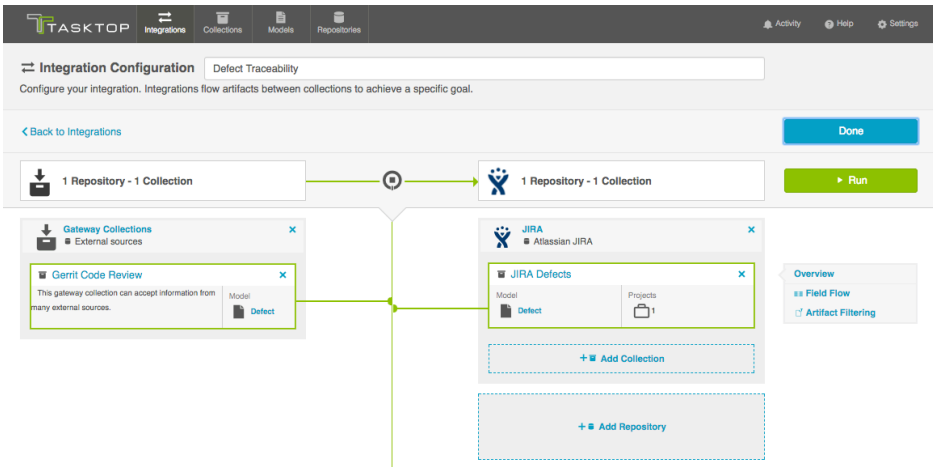 TASKTOP
Integrations
Collections
Models
Repositories
Activity
Help
Settings
Integration Configuration
Defect Traceability
Configure your integration. Integrations flow artifacts between collections to achieve a specific goal.
Back to Integrations
Done
1 Repository - 1 Collection
1 Repository - 1 Collection
Run
Gateway Collections
External sources
Gerrit Code Review
This gateway collection can accept information from
many external sources.
Model
Defect
JIRA
Atlassian JIRA
JIRA Defects
Model
Defect
Projects
1
+ Add Collection
+ Add Repository
Overview
Field Flow
Artifact Filtering